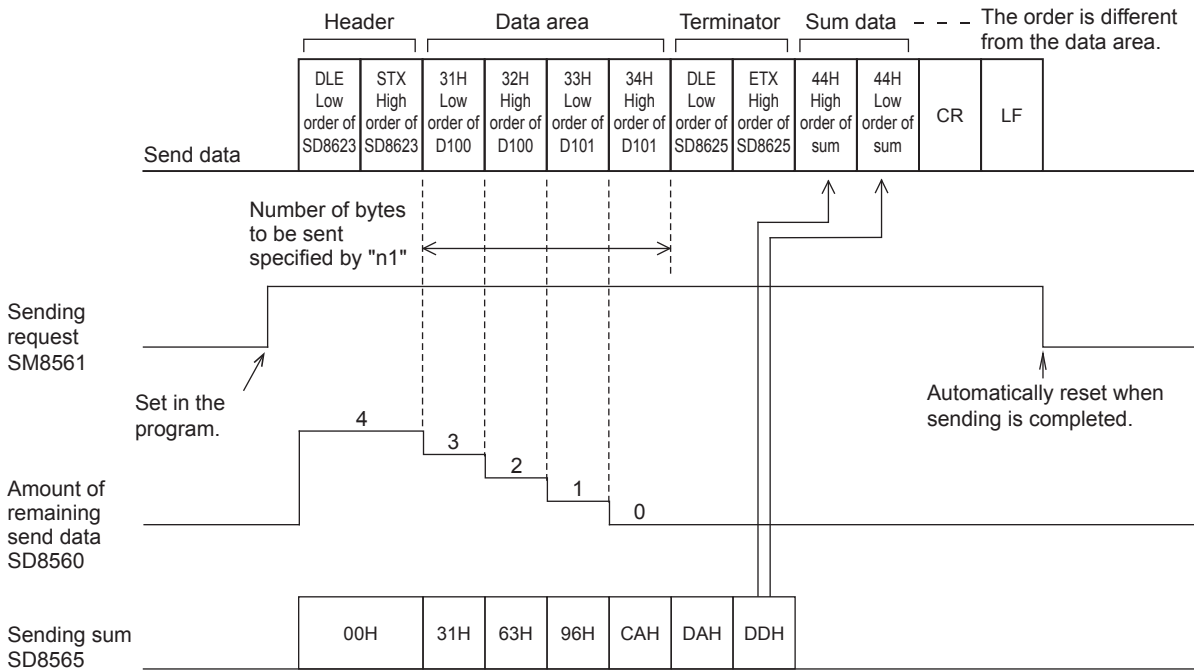 Header Data area Terminator Sum data The order is different
from the data area.
DLE STX 31H 32H 33H 34H DLE ETX 44H 44H
Low High Low High Low High Low High High Low
order of order of order of order of order of order of order of order of order of order of
SD8623 SD8623 D100 D100 D101 D101 SD8625 SD8625 sum sum
CR LF
Send data
Number of bytes
to be sent
specified by "n1"
Sending
request
SM8561
Set in the
program.
Automatically reset when
sending is completed.
4
3
2
1
0
Amount of
remaining
send data
SD8560
Sending sum
SD8565
00H 31H 63H 96H CAH DAH DDH